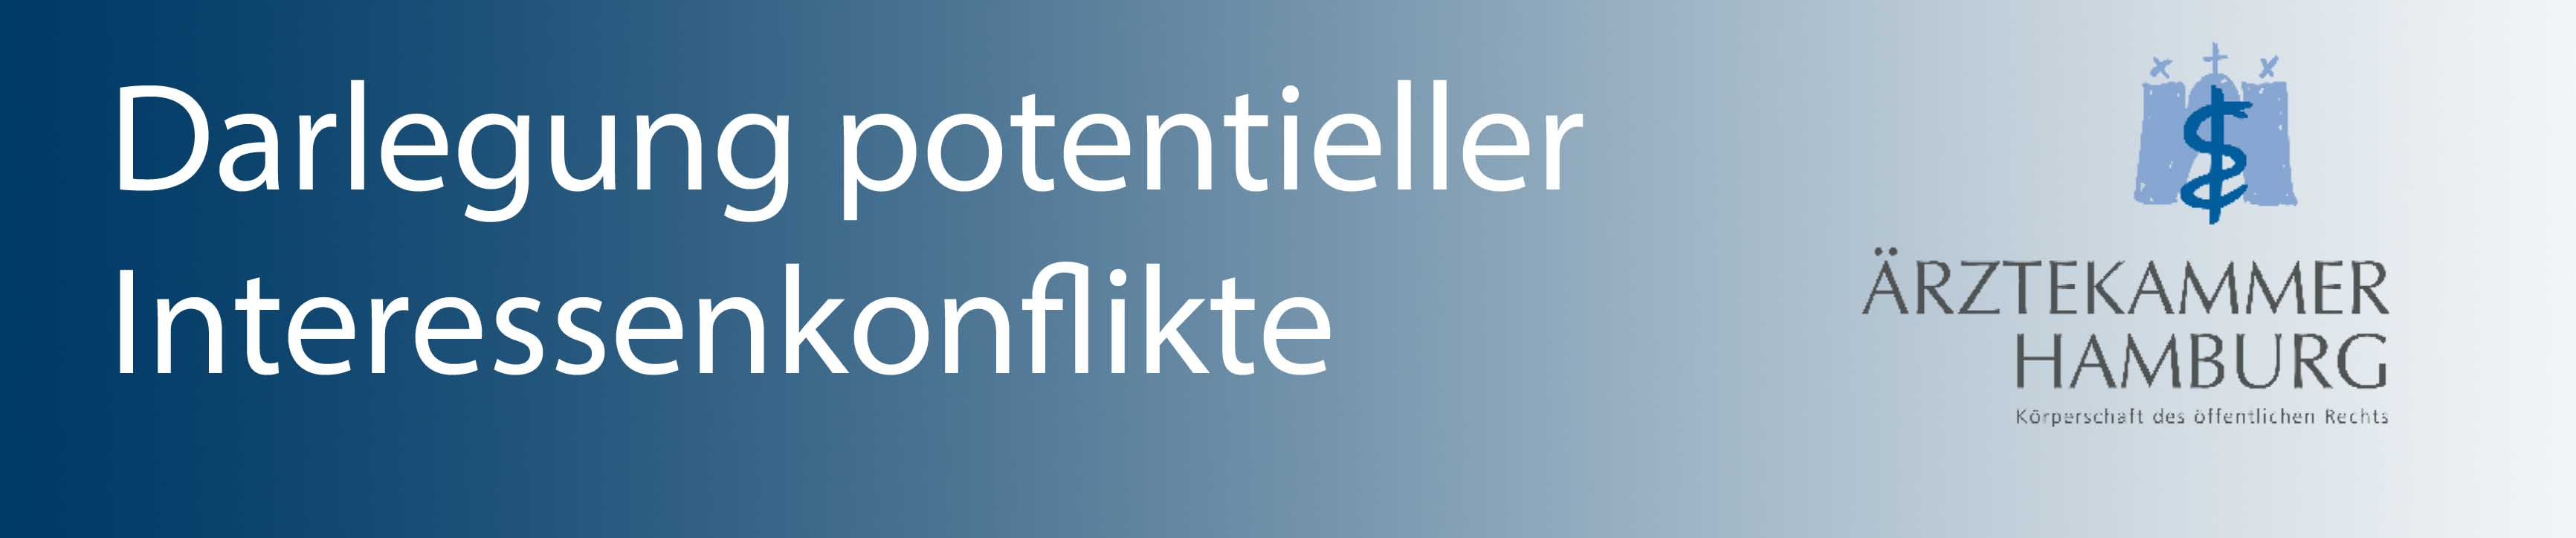 Darlegung potentieller
Interessenkonflikte
ÄRZTEKAMMER
HAMBURG
Körperschaft des öffentlichen Rechts